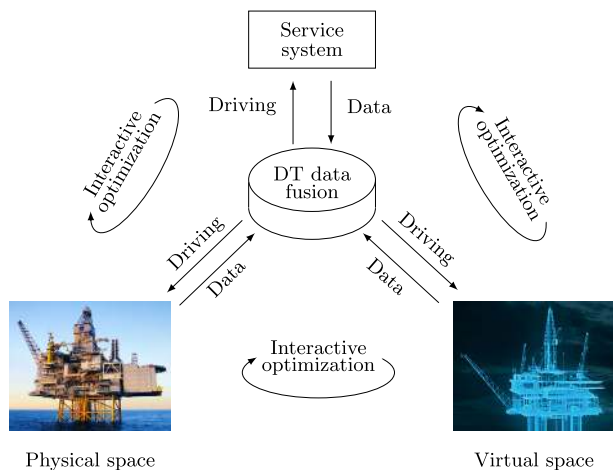 Service
system
Driving
Data
Interactive
optimization
Interactive
optimization
DT data
fusion
Driving
Data
Driving
Data
Interactive
optimization
Physical space
Virtual space